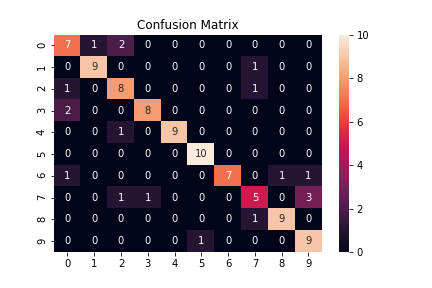 Confusion Matrix
0 7 1 2 0 0 0 0 0 0 0
1 0 9 0 0 0 0 0 1 0 0
2 1 0 8 0 0 0 0 1 0 0
3 2 0 0 8 0 0 0 0 0 0
4 0 0 1 0 9 0 0 0 0 0
5 0 0 0 0 0 10 0 0 0 0
6 1 0 0 0 0 0 7 0 1 1
7 0 0 1 1 0 0 0 5 0 3
8 0 0 0 0 0 0 0 1 9 0
9 0 0 0 0 0 1 0 0 0 9
0 1 2 3 4 5 6 7 8 9
10
8
6
4
2
0